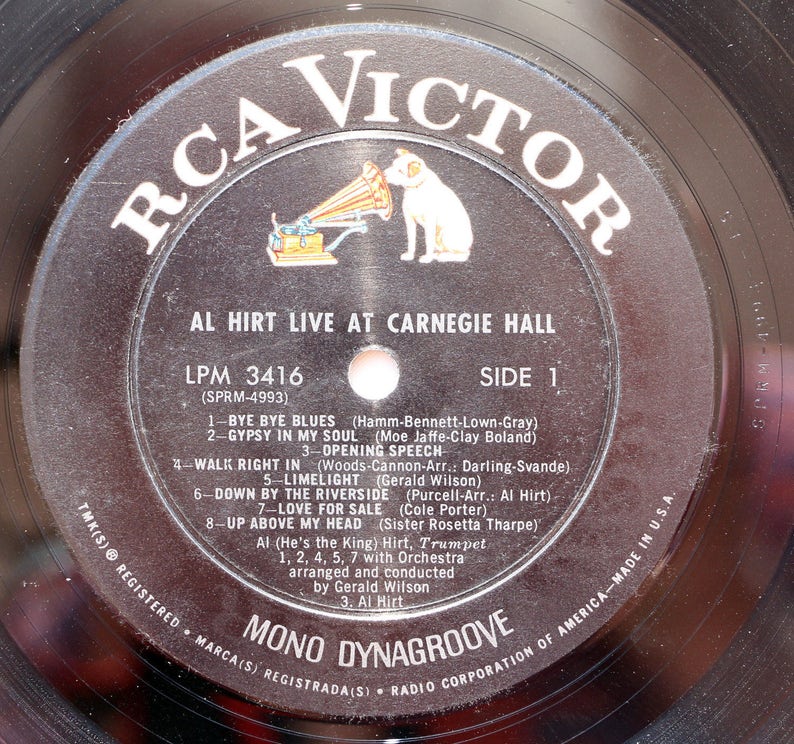 RCA VICTOR
AL HIRT LIVE AT CARNEGIE HALL
LPM 3416
(SPRM-4993)
SIDE 1
1—BYE BYE BLUES (Hamm-Bennett-Lown-Gray)
2—GYPSY IN MY SOUL (Moe Jaffe-Clay Boland)
3—OPENING SPEECH
4—WALK RIGHT IN (Woods-Cannon-Arr.: Darling-Svande)
5—LIMELIGHT (Gerald Wilson)
6—DOWN BY THE RIVERSIDE (Purcell-Arr.: Al Hirt)
7—LOVE FOR SALE (Cole Porter)
8—UP ABOVE MY HEAD (Sister Rosetta Tharpe)
Al (He's the King) Hirt, Trumpet
1, 2, 4, 5, 7 with Orchestra
arranged and conducted
by Gerald Wilson
3. Al Hirt
MONO DYNAGROOVE
TMK(S) ® REGISTERED • MARCA(S) REGISTRADA(S) • RADIO CORPORATION OF AMERICA—MADE IN U.S.A.
SPRM-499